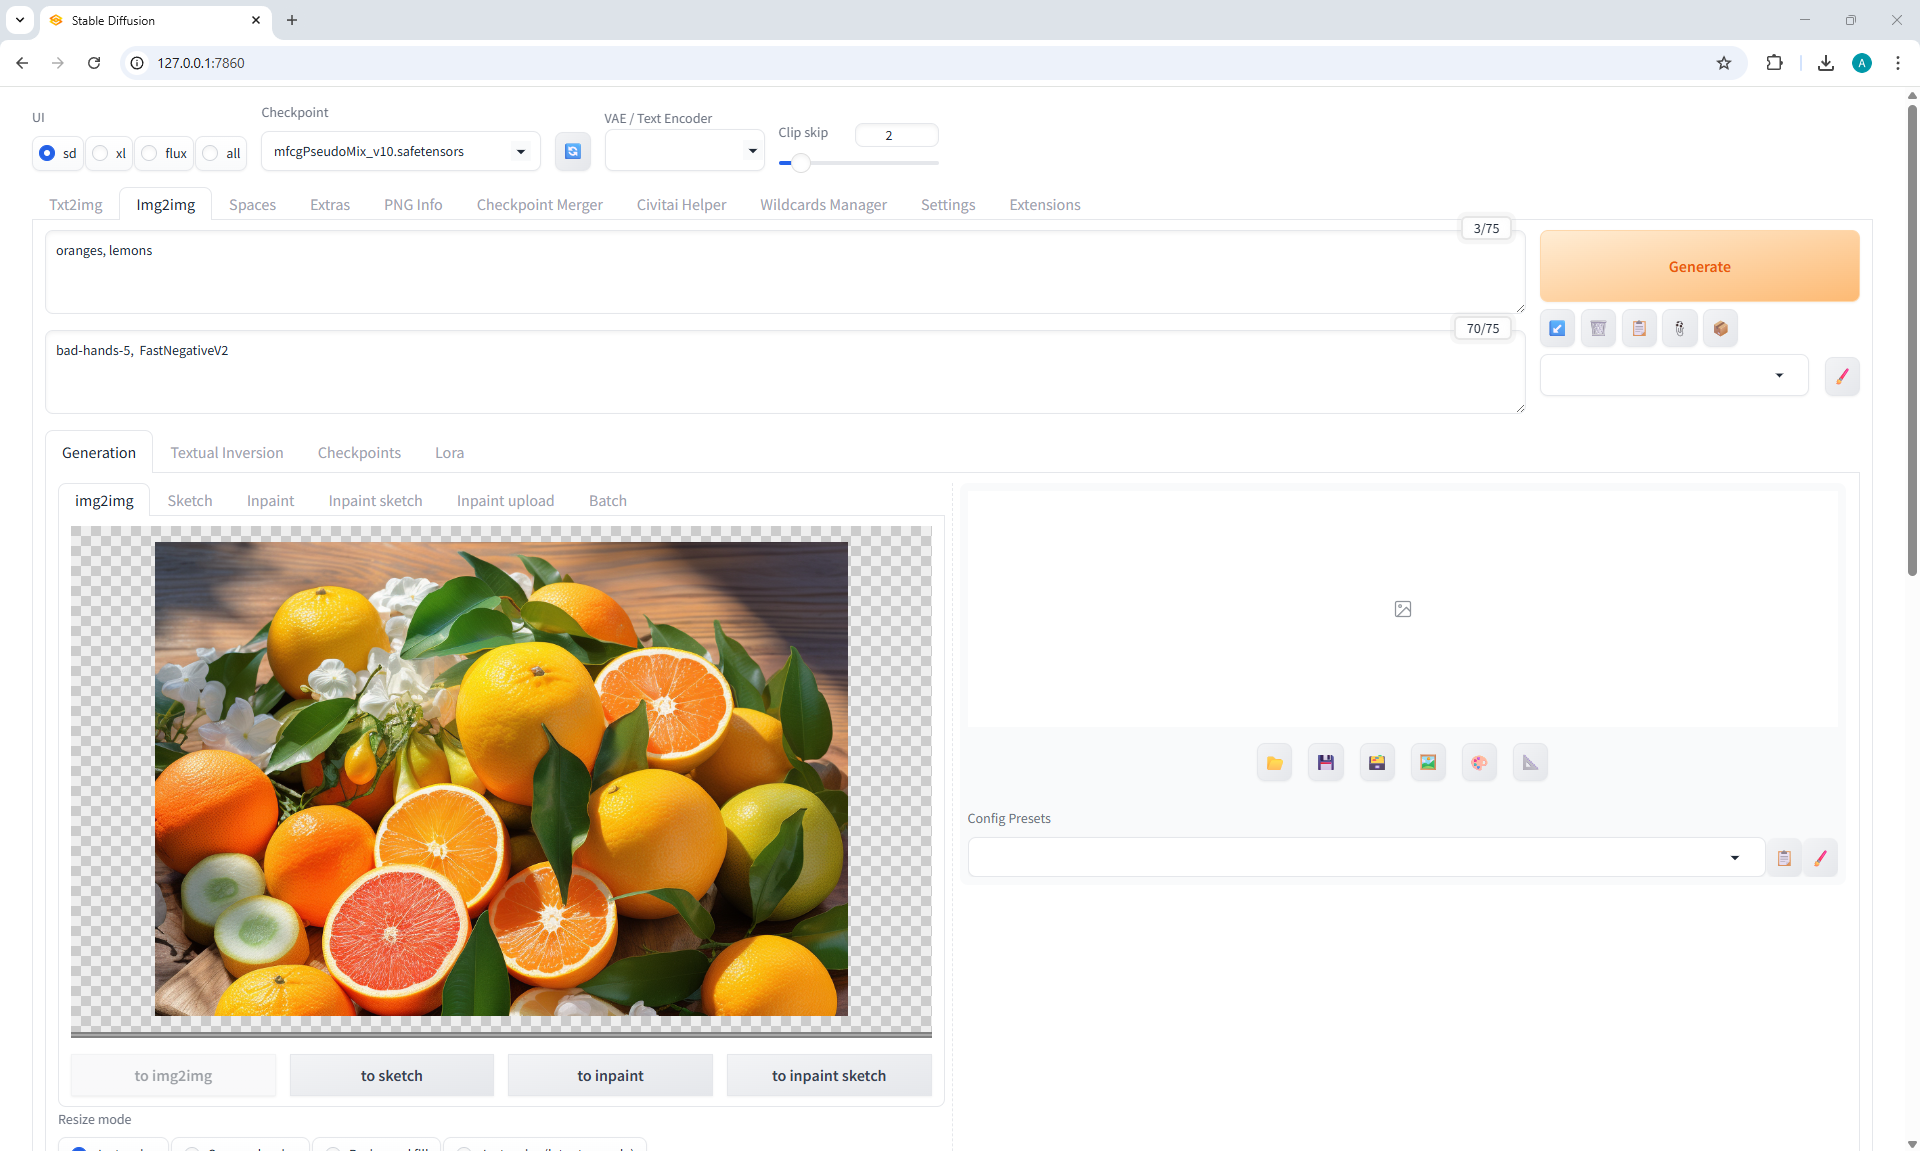 Stable Diffusion
127.0.0.1:7860
UI
sd
xl
flux
all
Checkpoint
mfcgPseudoMix_v10.safetensors
VAE / Text Encoder
Clip skip
2
Txt2img
Img2img
Spaces
Extras
PNG Info
Checkpoint Merger
Civitai Helper
Wildcards Manager
Settings
Extensions
3/75
oranges, lemons
Generate
70/75
bad-hands-5, FastNegativeV2
Generation
Textual Inversion
Checkpoints
Lora
img2img
Sketch
Inpaint
Inpaint sketch
Inpaint upload
Batch
Config Presets
to img2img
to sketch
to inpaint
to inpaint sketch
Resize mode
A